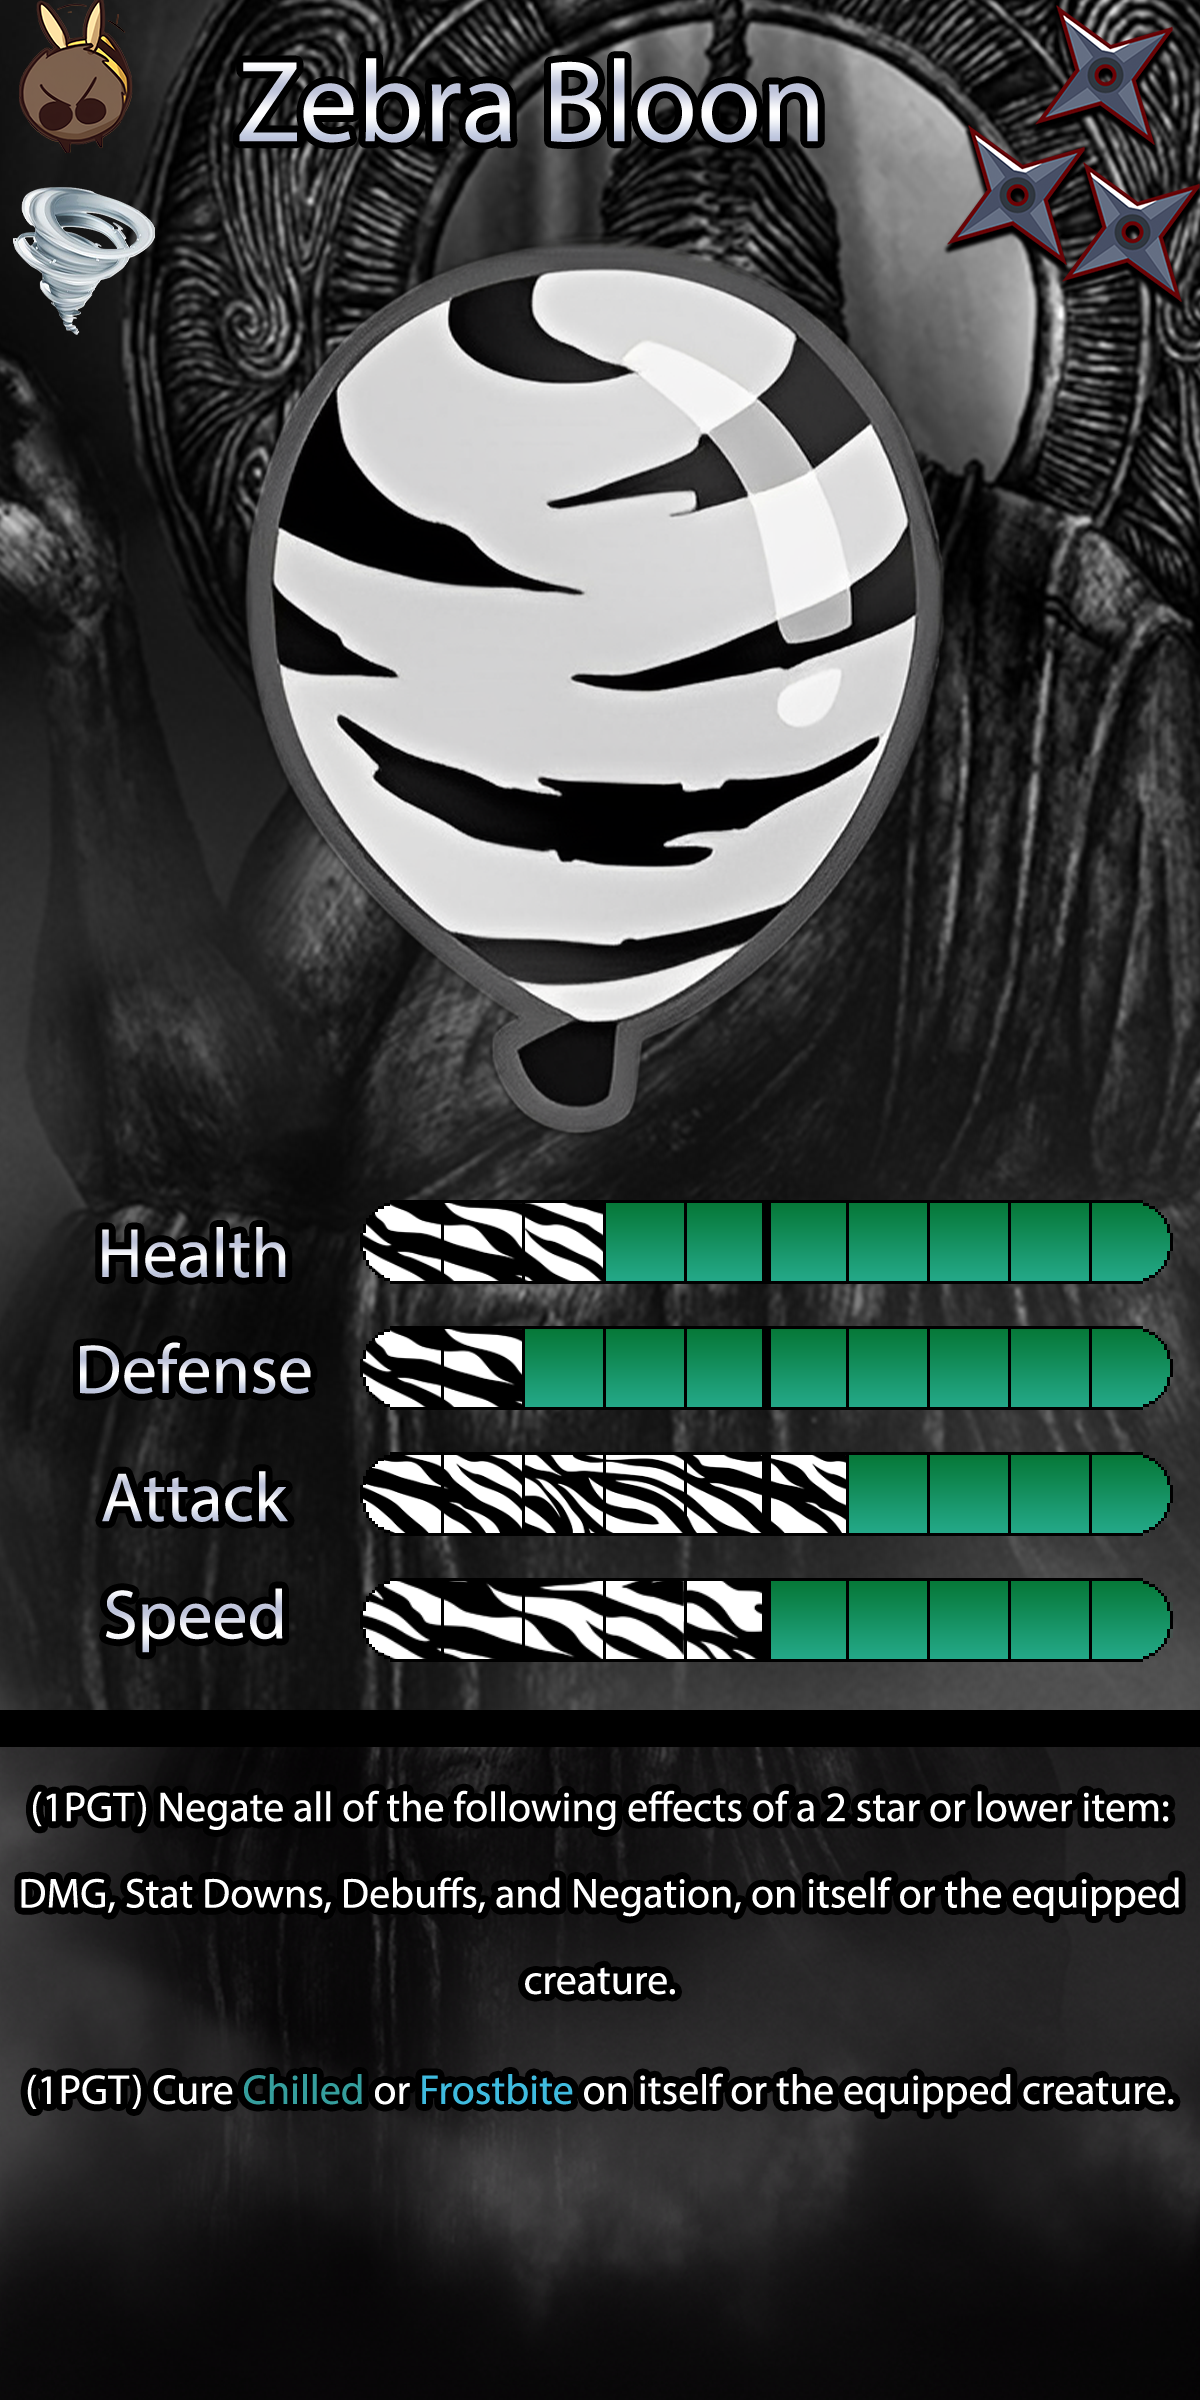 Zebra Bloon
Health
Defense
Attack
Speed
(1PGT) Negate all of the following effects of a 2 star or lower item:
DMG, Stat Downs, Debuffs, and Negation, on itself or the equipped
creature.
(1PGT) Cure Chilled or Frostbite on itself or the equipped creature.